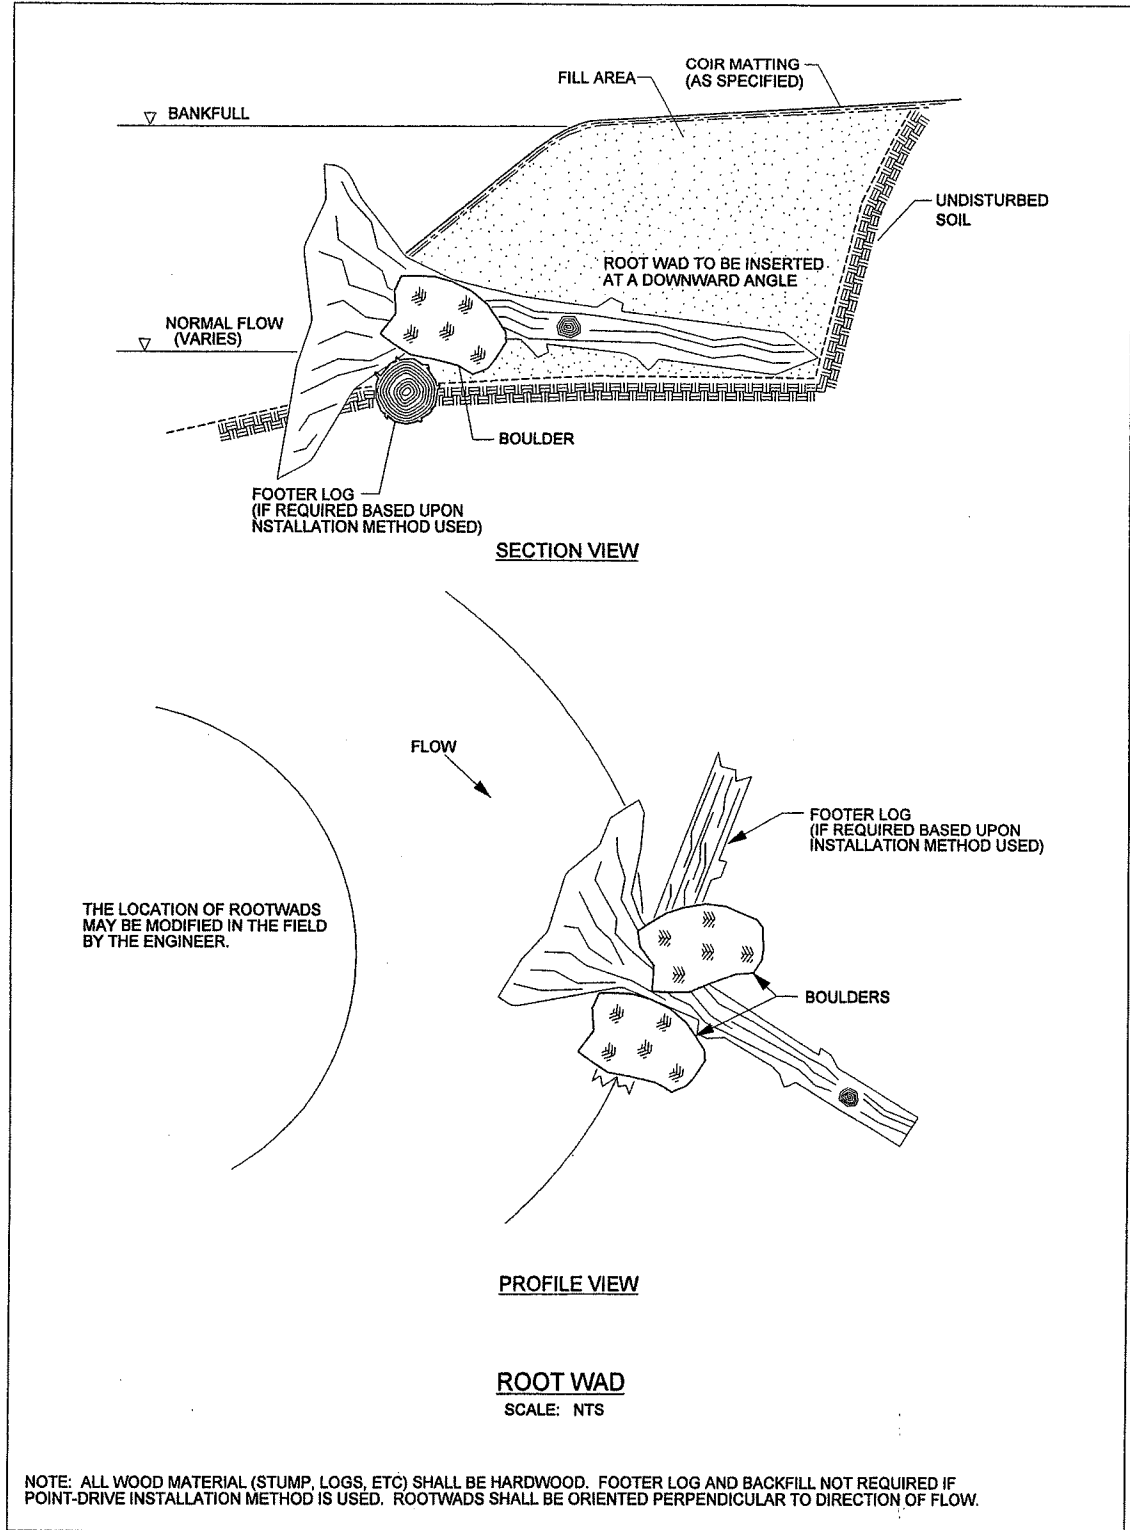 FILL AREA
COIR MATTING
(AS SPECIFIED)
BANKFULL
UNDISTURBED
SOIL
ROOT WAD TO BE INSERTED
AT A DOWNWARD ANGLE
NORMAL FLOW
(VARIES)
BOULDER
FOOTER LOG
(IF REQUIRED BASED UPON
NSTALLATION METHOD USED)
SECTION VIEW
FLOW
FOOTER LOG
(IF REQUIRED BASED UPON
INSTALLATION METHOD USED)
THE LOCATION OF ROOTWADS
MAY BE MODIFIED IN THE FIELD
BY THE ENGINEER.
BOULDERS
PROFILE VIEW
ROOT WAD
SCALE: NTS
NOTE: ALL WOOD MATERIAL (STUMP, LOGS, ETC) SHALL BE HARDWOOD. FOOTER LOG AND BACKFILL NOT REQUIRED IF
POINT-DRIVE INSTALLATION METHOD IS USED. ROOTWADS SHALL BE ORIENTED PERPENDICULAR TO DIRECTION OF FLOW.